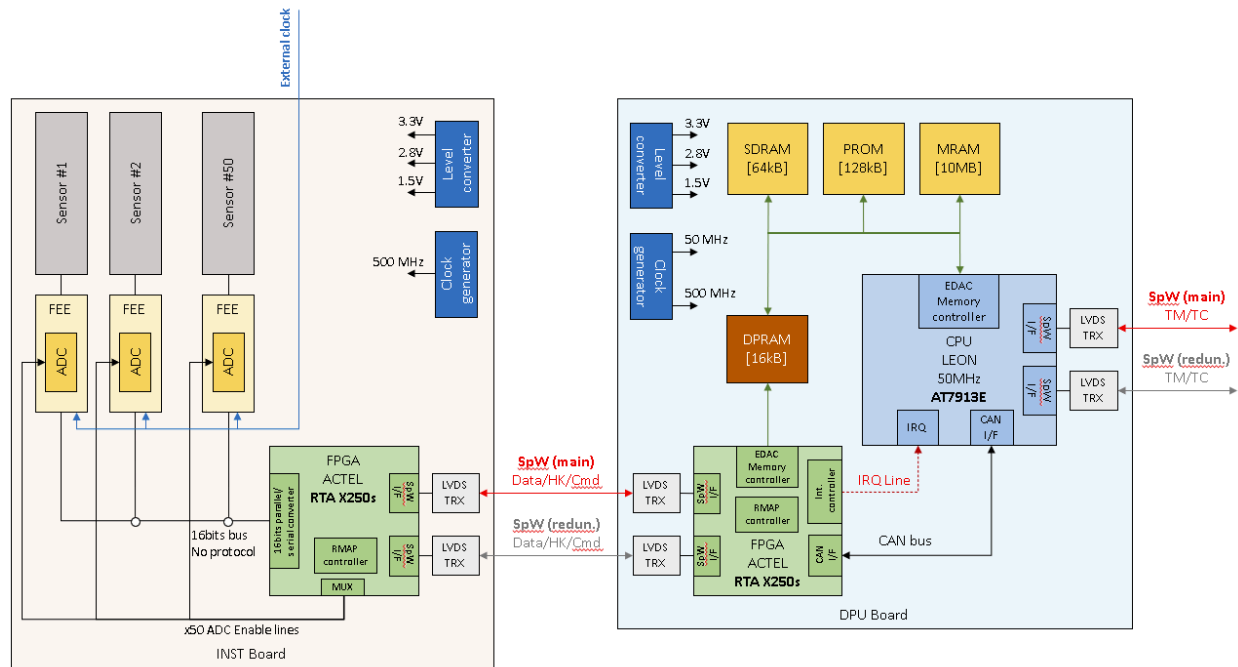 External clock
Sensor #1
Sensor #2
Sensor #50
3.3V
2.8V
1.5V
Level
converter
500 MHz
Clock
generator
FEE
FEE
FEE
ADC
ADC
ADC
FPGA
ACTEL
RTA X250s
16bits parallel/
serial converter
SpW
I/F
SpW
I/F
RMAP
controller
MUX
LVDS
TRX
LVDS
TRX
16bits bus
No protocol
x50 ADC Enable lines
INST Board
SpW (main)
Data/HK/Cmd
SpW (redun.)
Data/HK/Cmd
Level
converter
3.3V
2.8V
1.5V
Clock
generator
50 MHz
500 MHz
SDRAM
[64kB]
PROM
[128kB]
MRAM
[10MB]
DPRAM
[16kB]
EDAC
Memory
controller
CPU
LEON
50MHz
AT7913E
SpW
I/F
SpW
I/F
IRQ
CAN
I/F
LVDS
TRX
LVDS
TRX
SpW (main)
TM/TC
SpW (redun.)
TM/TC
LVDS
TRX
LVDS
TRX
SpW
I/F
SpW
I/F
EDAC
Memory
controller
Int.
controller
RMAP
controller
FPGA
ACTEL
RTA X250s
CAN
I/F
IRQ Line
CAN bus
DPU Board